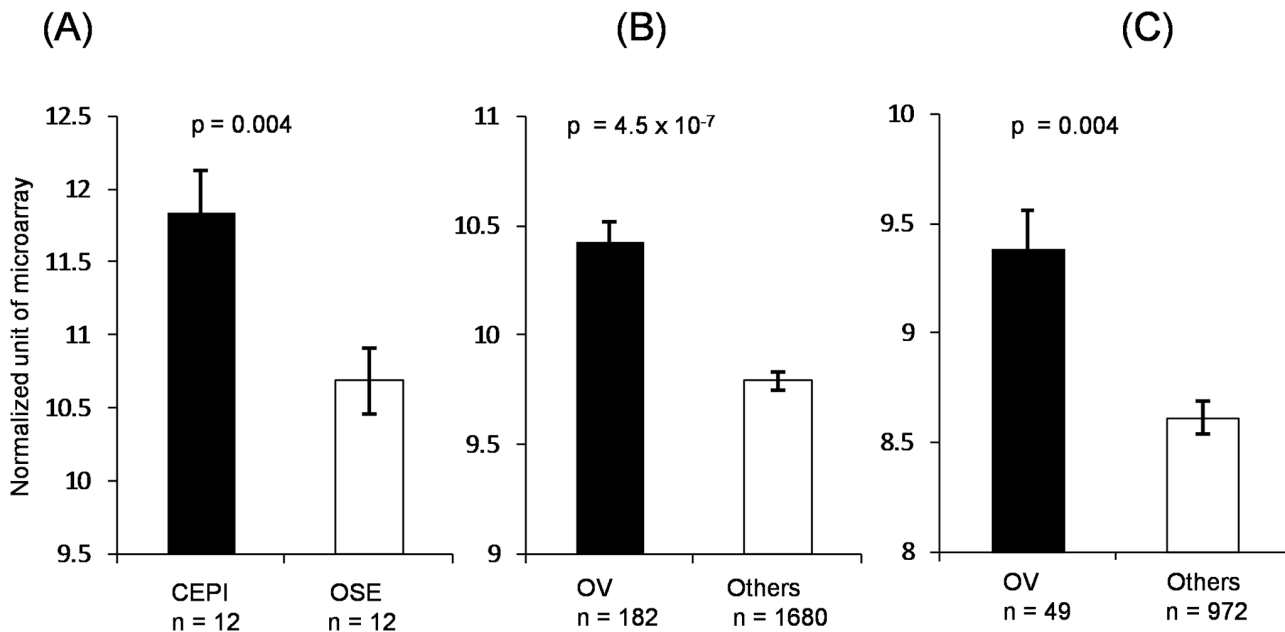 (A)
(B)
(C)
Normalized unit of microarray
12.5
12
11.5
11
10.5
10
9.5
p = 0.004
CEPI
n = 12
OSE
n = 12
11
10.5
10
9.5
9
p = 4.5 x 10⁻⁷
OV
n = 182
Others
n = 1680
10
9.5
9
8.5
8
p = 0.004
OV
n = 49
Others
n = 972